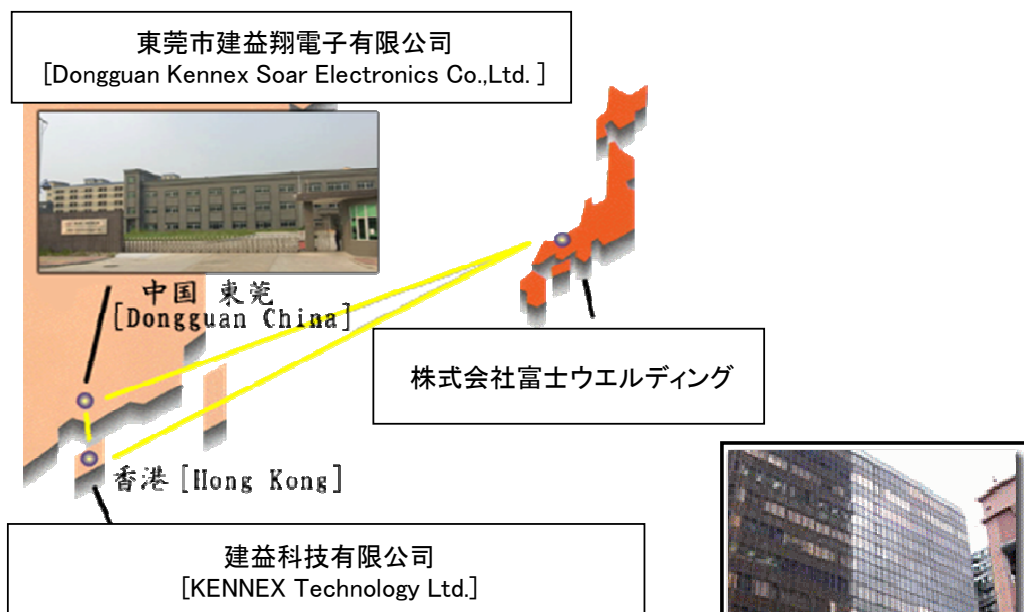 東莞市建益翔電子有限公司
[Dongguan Kennex Soar Electronics Co.,Ltd. ]
中国 東莞
[Dongguan China]
株式会社富士ウエルディング
香港 [Hong Kong]
建益科技有限公司
[KENNEX Technology Ltd.]